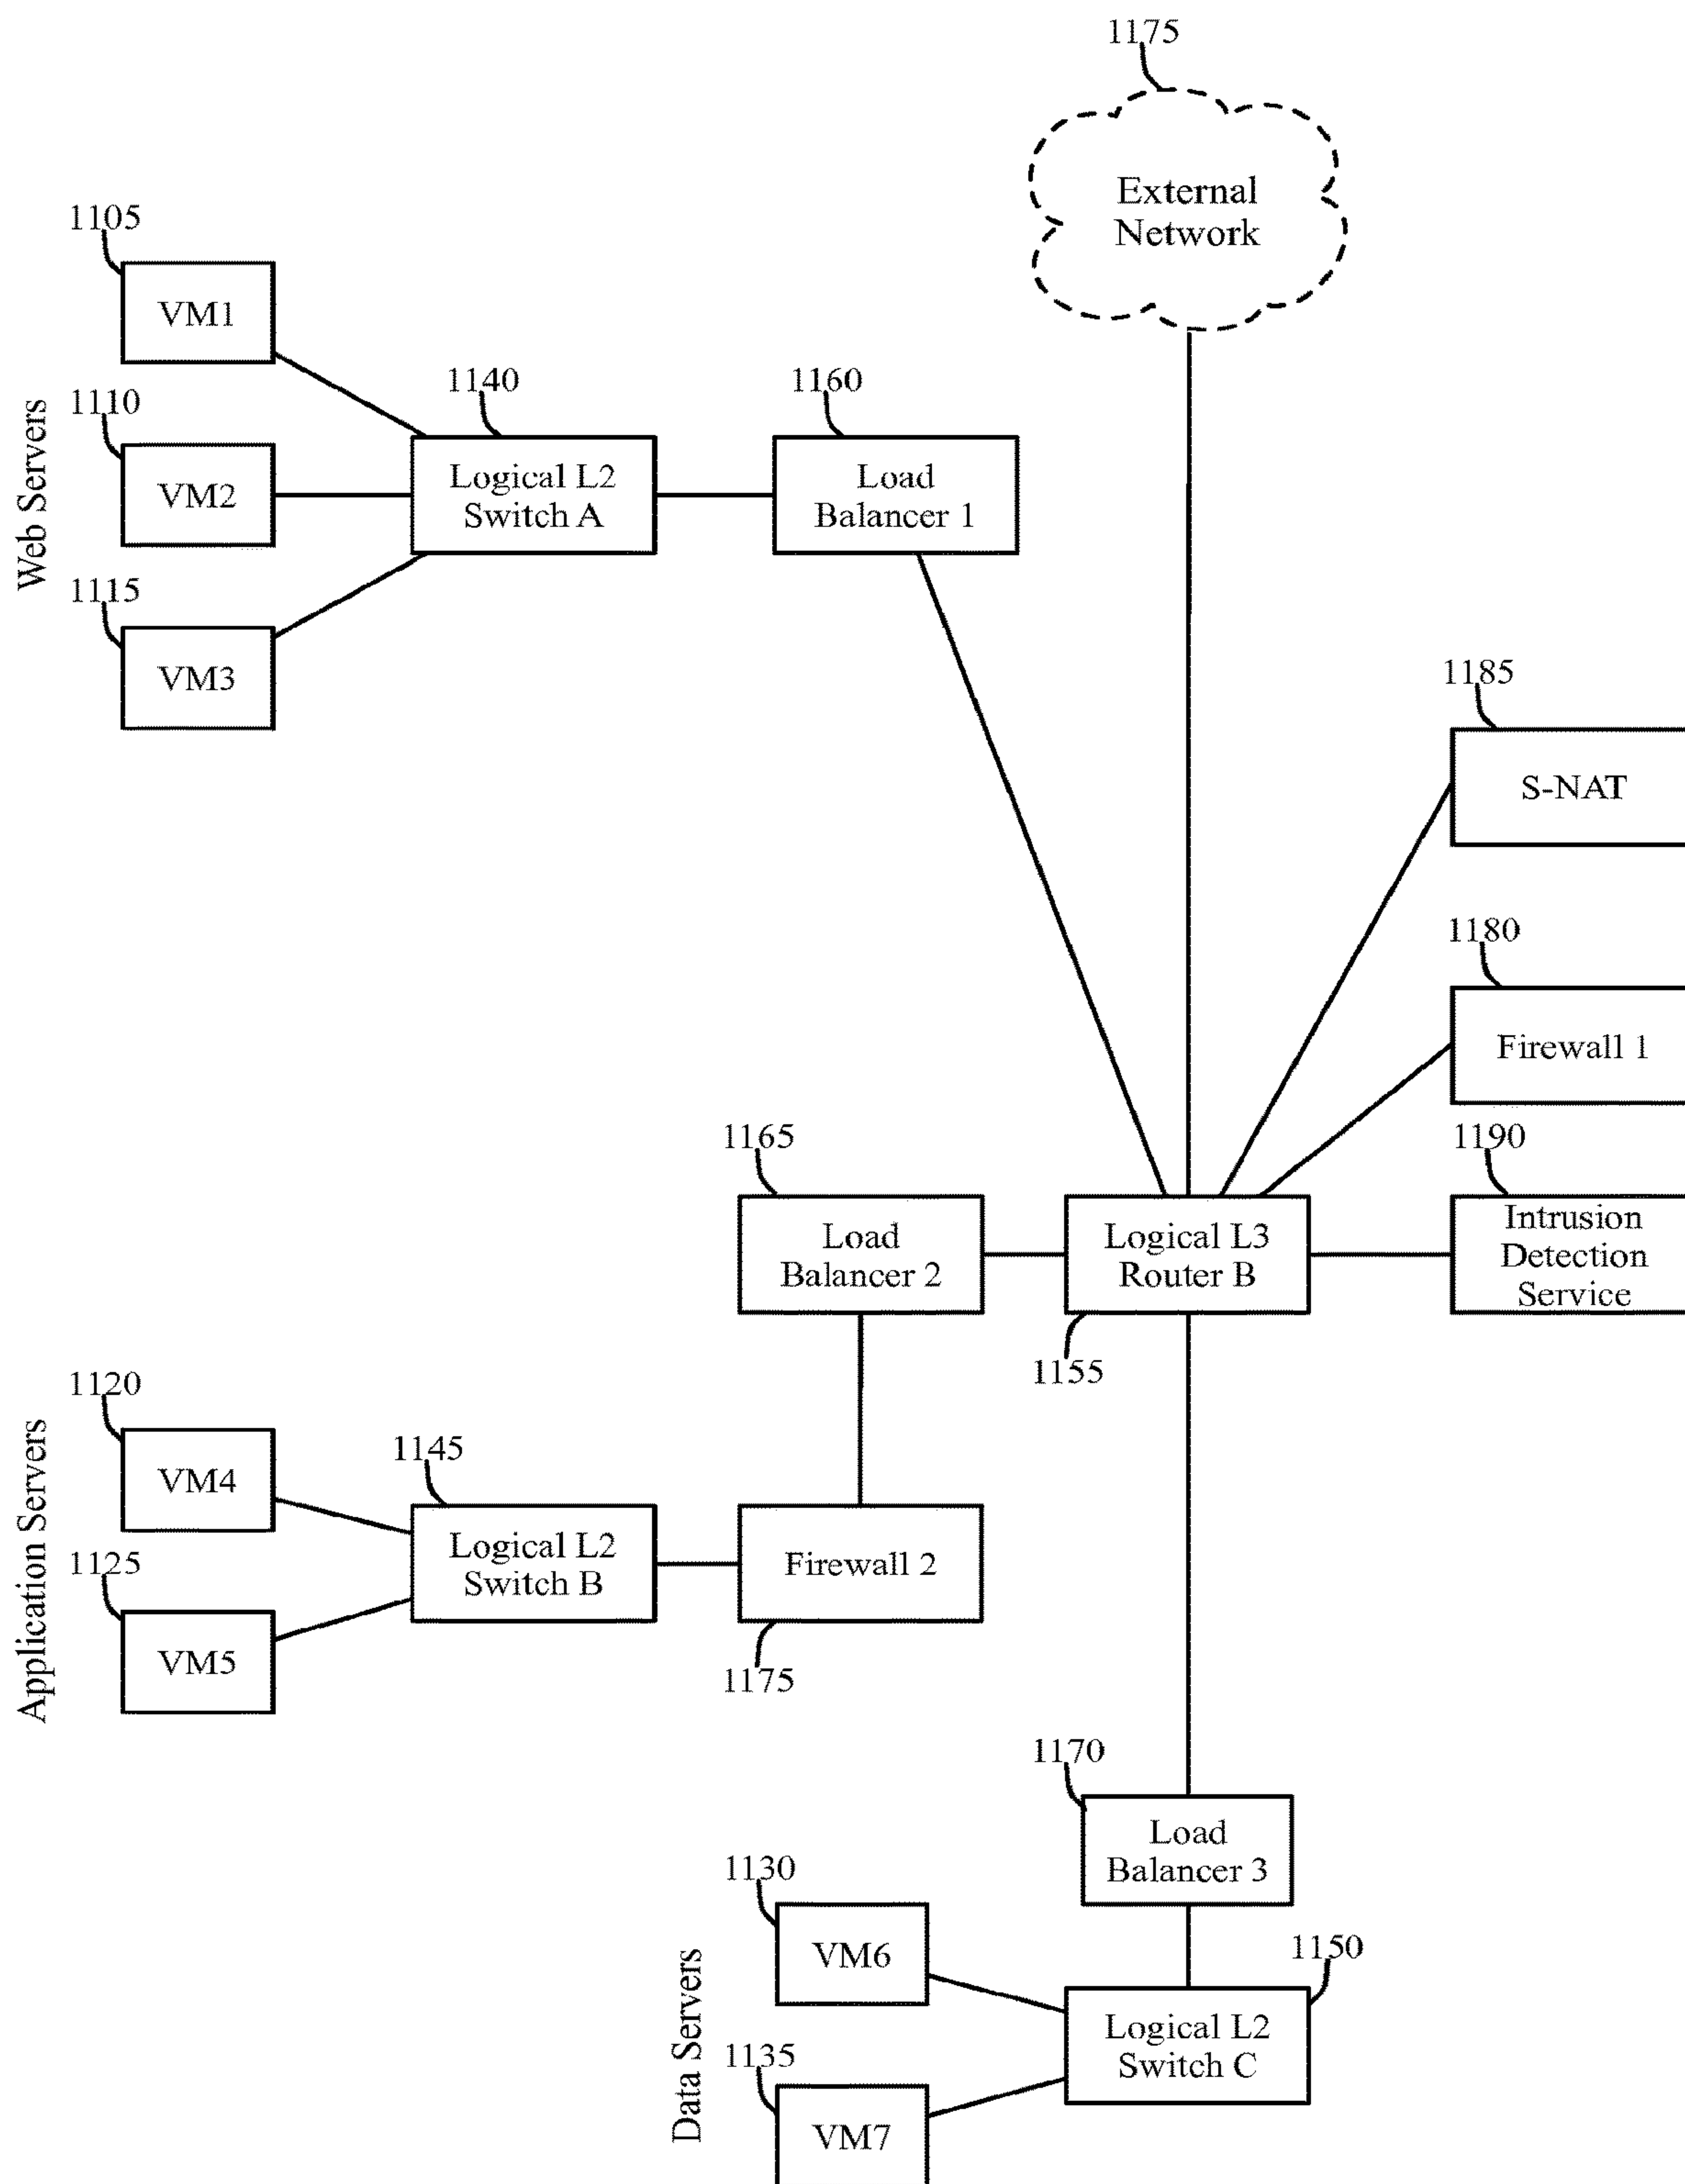 1175
External
Network
1105
VM1
1110
VM2
1115
VM3
Web Servers
1140
Logical L2
Switch A
1160
Load
Balancer 1
1185
S-NAT
1180
Firewall 1
1190
Intrusion
Detection
Service
1165
Load
Balancer 2
Logical L3
Router B
1155
1120
VM4
1125
VM5
Application Servers
1145
Logical L2
Switch B
Firewall 2
1175
1170
Load
Balancer 3
1130
VM6
1135
VM7
Data Servers
1150
Logical L2
Switch C